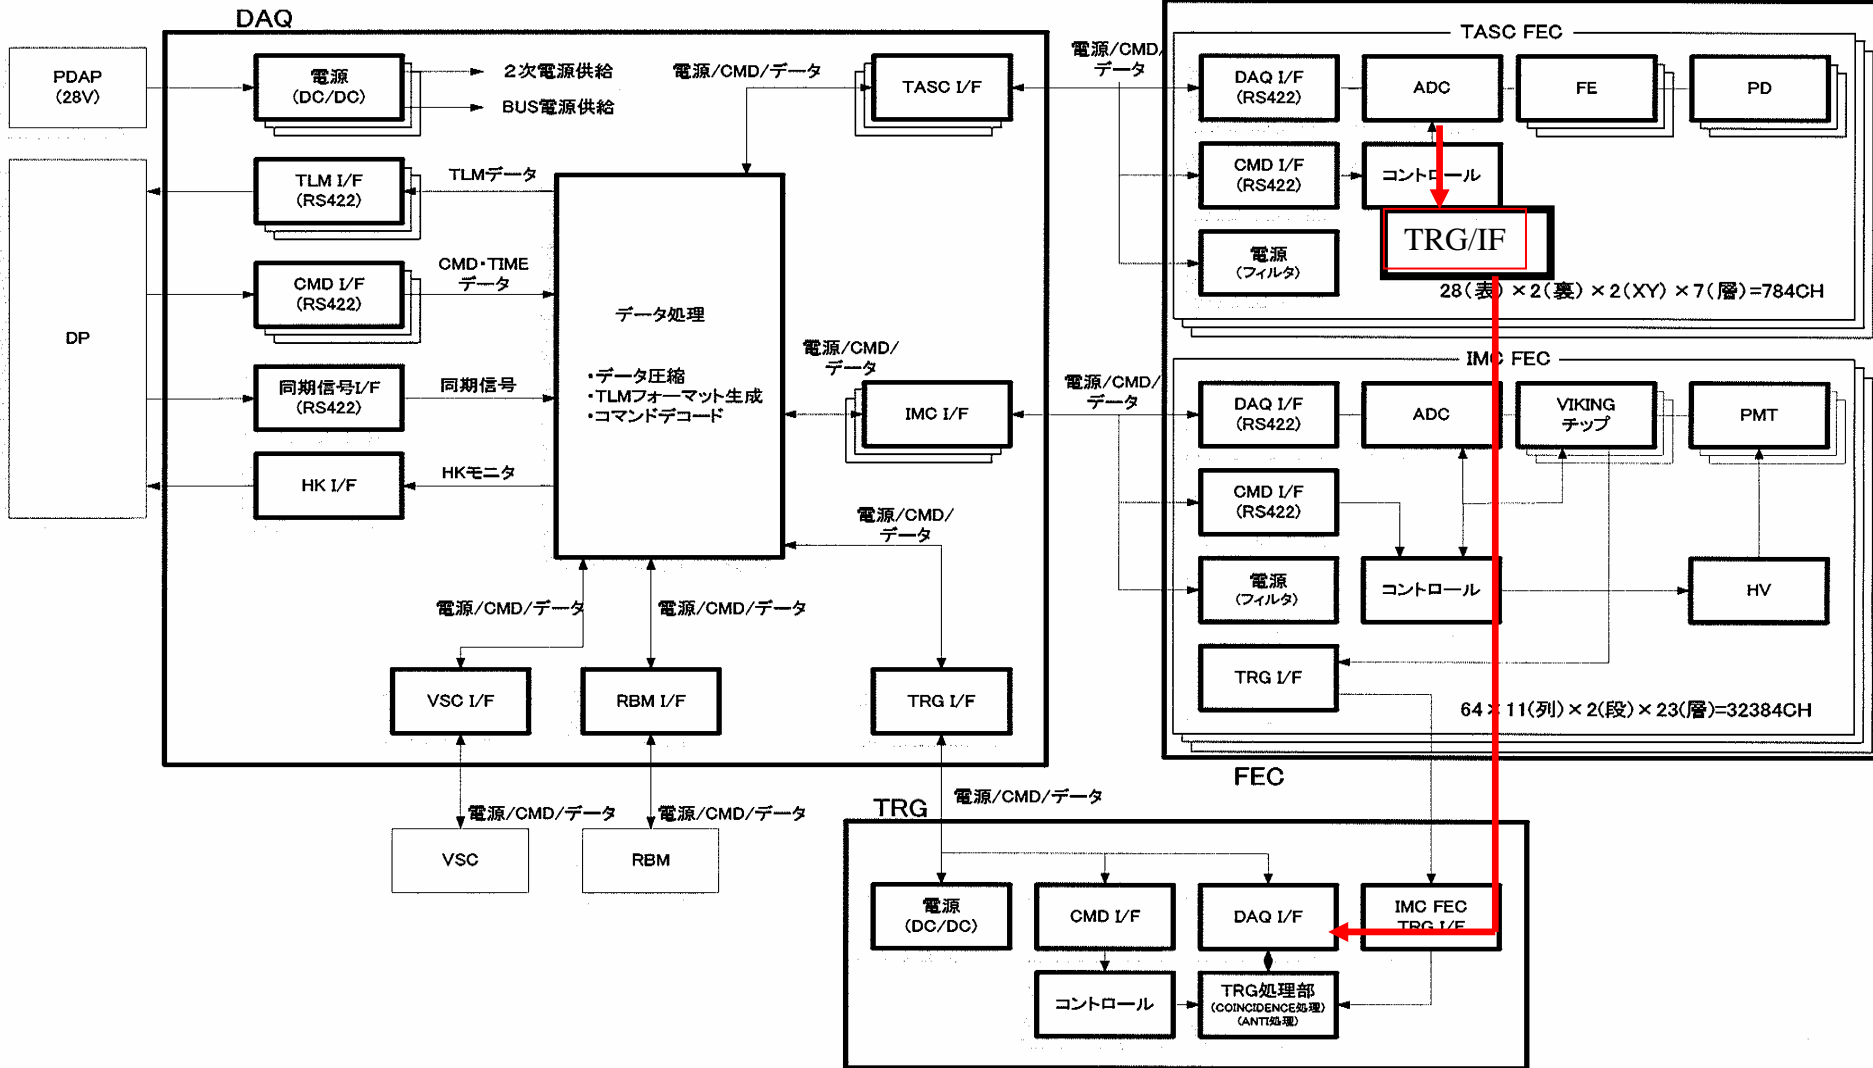 DAQ
PDAP
(28V)
DP
電源
(DC/DC)
2次電源供給
BUS電源供給
TLM I/F
(RS422)
TLMデータ
CMD I/F
(RS422)
CMD・TIME
データ
同期信号I/F
(RS422)
同期信号
HK I/F
HKモニタ
データ処理
・データ圧縮
・TLMフォーマット生成
・コマンドデコード
電源/CMD/データ
TASC I/F
電源/CMD/
データ
電源/CMD/
データ
IMC I/F
電源/CMD/
データ
電源/CMD/
データ
電源/CMD/データ
電源/CMD/データ
VSC I/F
RBM I/F
TRG I/F
電源/CMD/データ
電源/CMD/データ
電源/CMD/データ
VSC
RBM
TASC FEC
DAQ I/F
(RS422)
ADC
FE
PD
CMD I/F
(RS422)
コントロール
TRG/IF
電源
(フィルタ)
28(表)×2(裏)×2(XY)×7(層)=784CH
IMC FEC
DAQ I/F
(RS422)
ADC
VIKING
チップ
PMT
CMD I/F
(RS422)
電源
(フィルタ)
コントロール
HV
TRG I/F
64×11(列)×2(段)×23(層)=32384CH
FEC
TRG
電源
(DC/DC)
CMD I/F
DAQ I/F
IMC FEC
TRG I/F
コントロール
TRG処理部
(COINCIDENCE処理)
(ANTI処理)